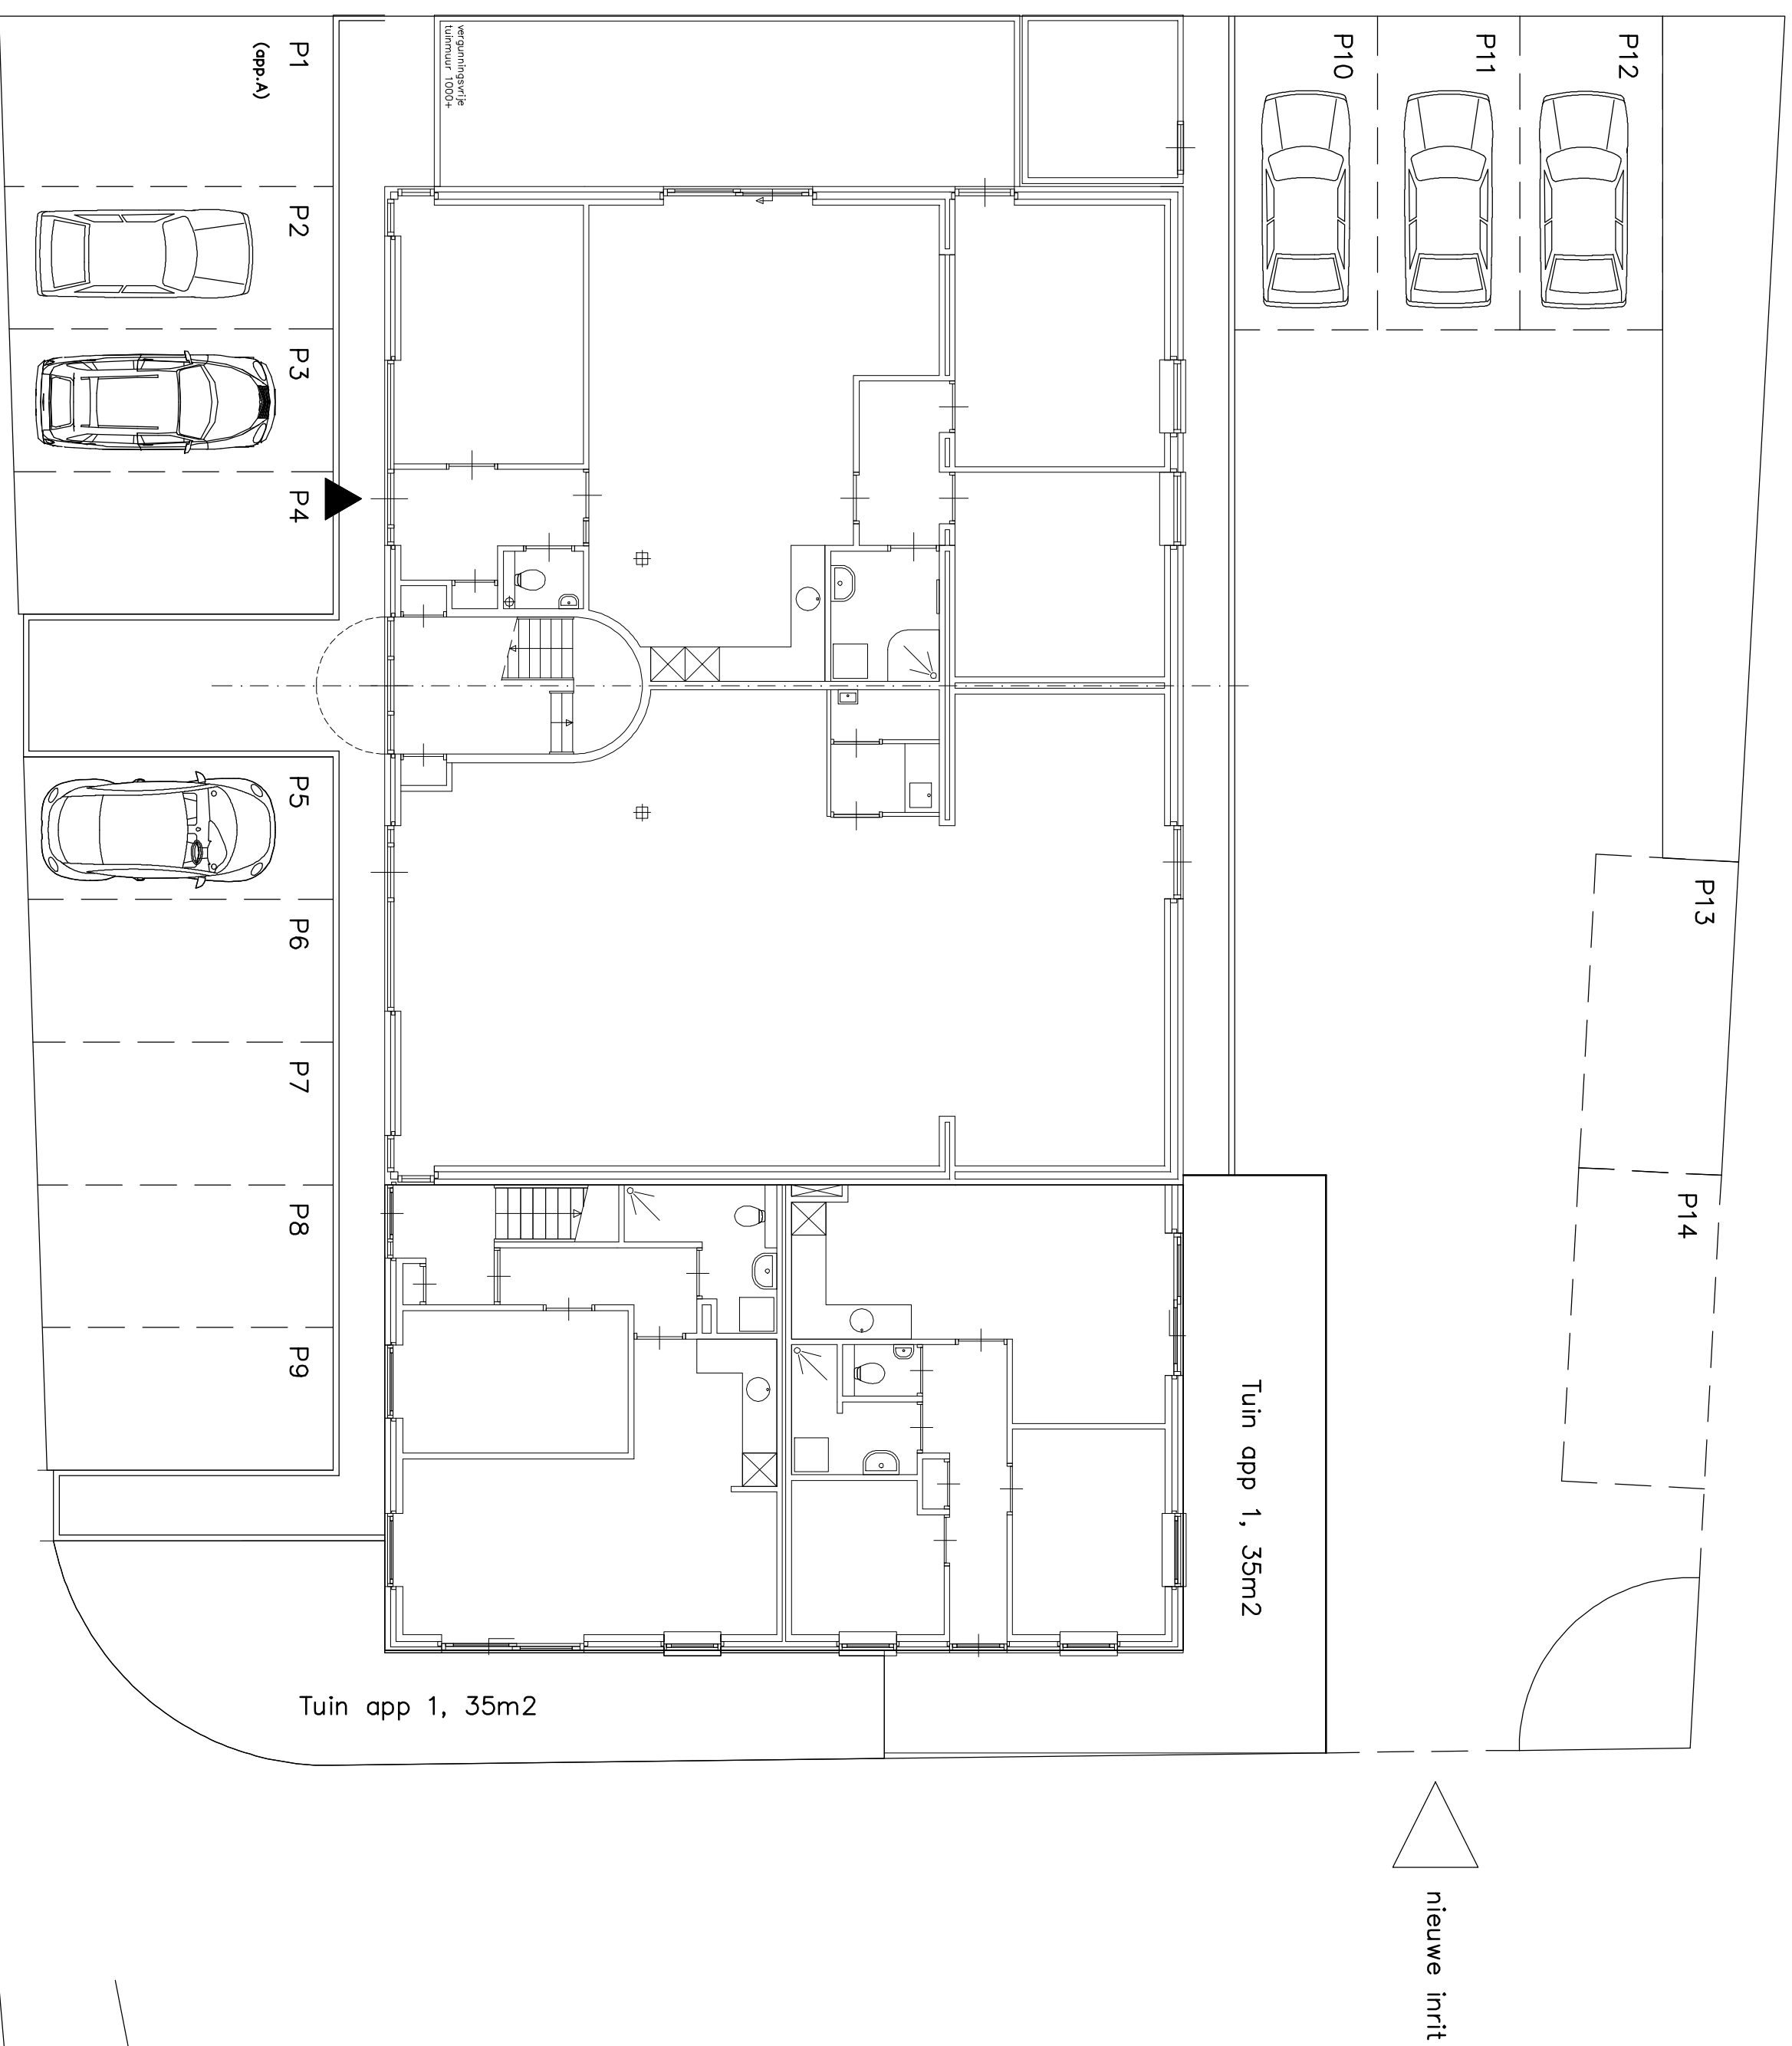 P1
(app.A)
P2
P3
P4
P5
P6
P7
P8
P9
vergunningsvrije
tuinmuur 1000+
P10
P11
P12
P13
P14
Tuin app 1, 35m2
Tuin app 1, 35m2
nieuwe inrit